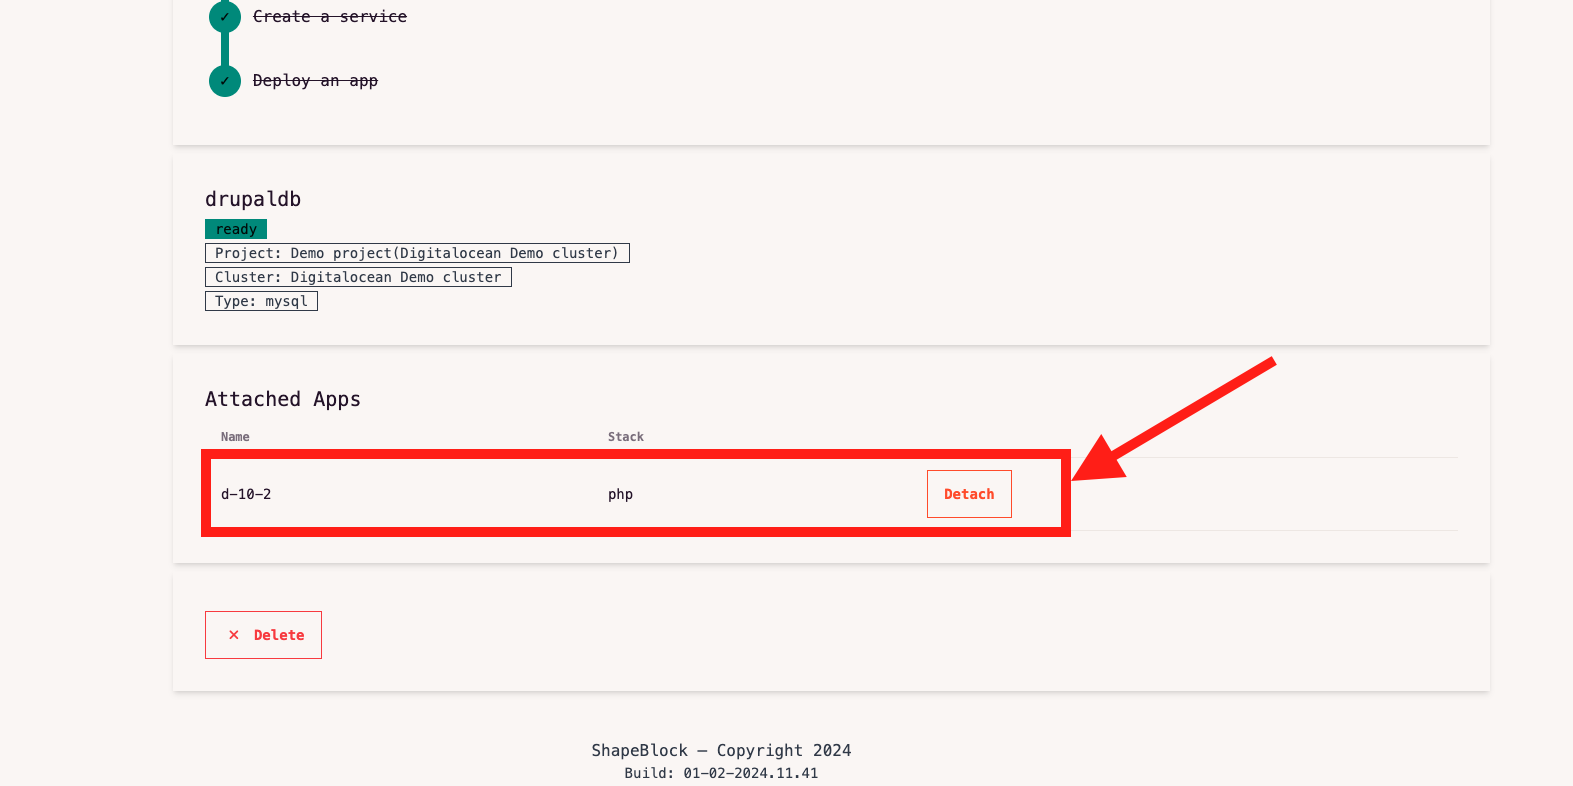 Create a service
Deploy an app
drupaldb
ready
Project: Demo project(Digitalocean Demo cluster)
Cluster: Digitalocean Demo cluster
Type: mysql
Attached Apps
Name Stack
d-10-2 php Detach
✕ Delete
ShapeBlock — Copyright 2024
Build: 01-02-2024.11.41